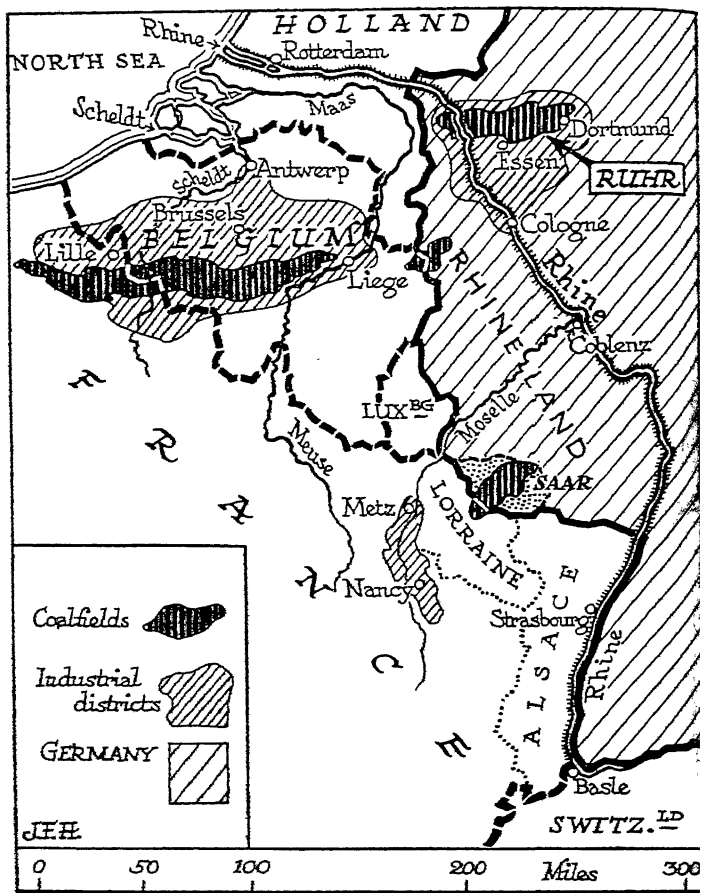 HOLLAND
Rhine
Rotterdam
NORTH SEA
Maas
Scheldt
Dortmund
Essen
RUHR
Scheldt
Antwerp
Brüssels
Cologne
BELGIUM
Lille
Liege
Rhine
RHINELAND
Coblenz
FRANCE
LUXBG
Moselle
Meuse
SAAR
Metz
LORRAINE
Nancy
ALSACE
Strasbourg
Rhine
Basle
SWITZ.LD
Coalfields
Industrial
districts
GERMANY
J.F.H.
0 50 100 200 Miles 300